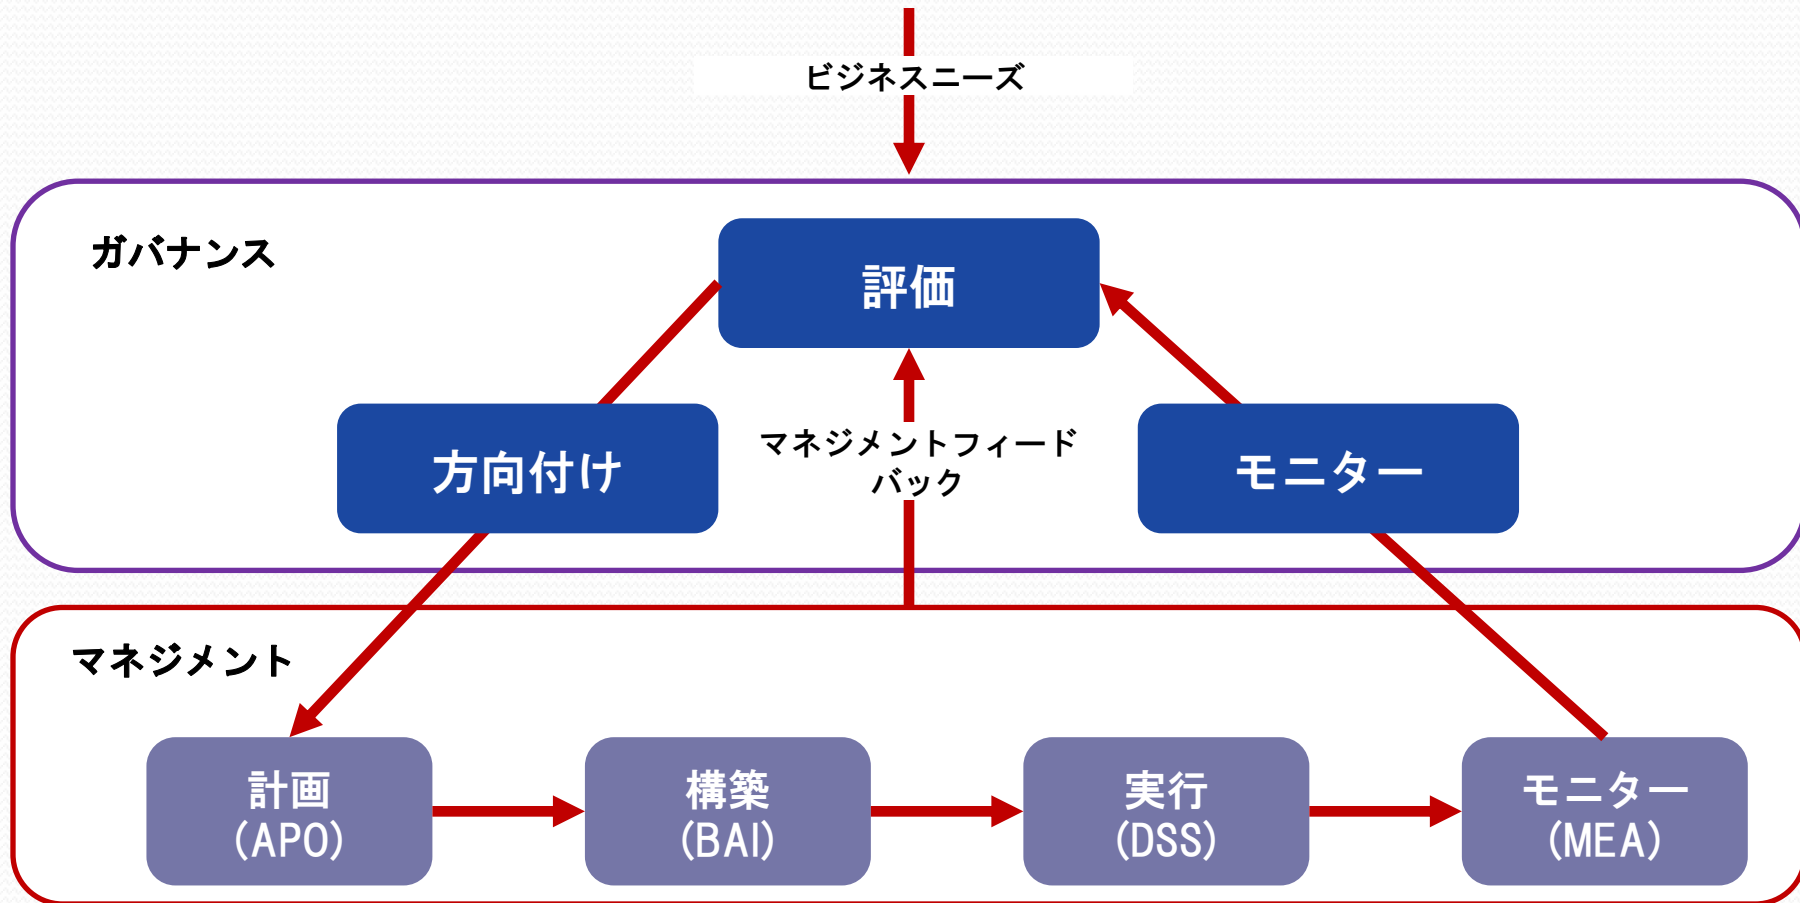 ビジネスニーズ
ガバナンス
評価
方向付け
マネジメントフィード
バック
モニター
マネジメント
計画
(APO)
構築
(BAI)
実行
(DSS)
モニター
(MEA)